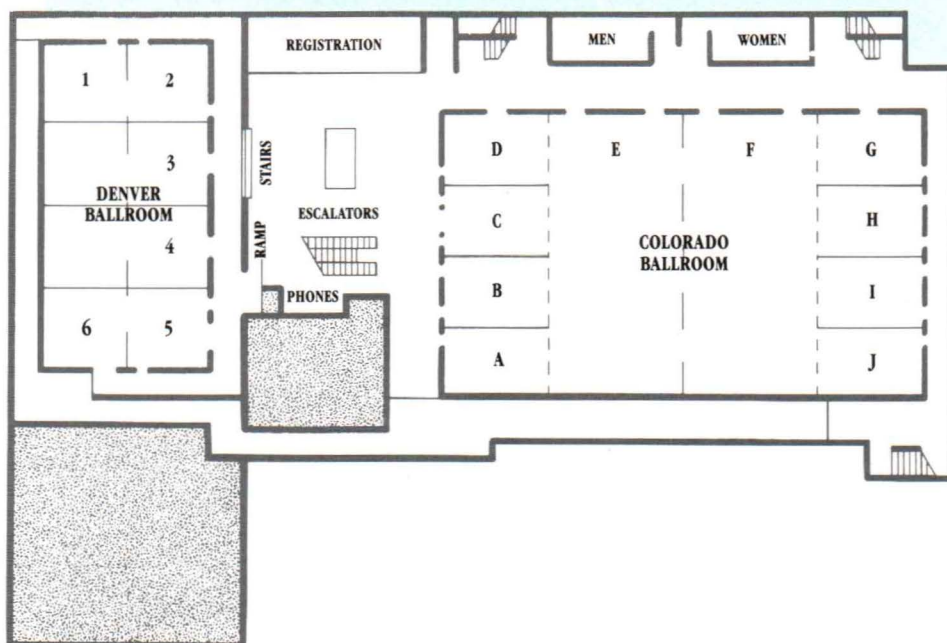 REGISTRATION
MEN
WOMEN
1
2
3
DENVER
BALLROOM
4
6
5
STAIRS
RAMP
ESCALATORS
PHONES
D
E
F
G
C
H
COLORADO
BALLROOM
B
I
A
J